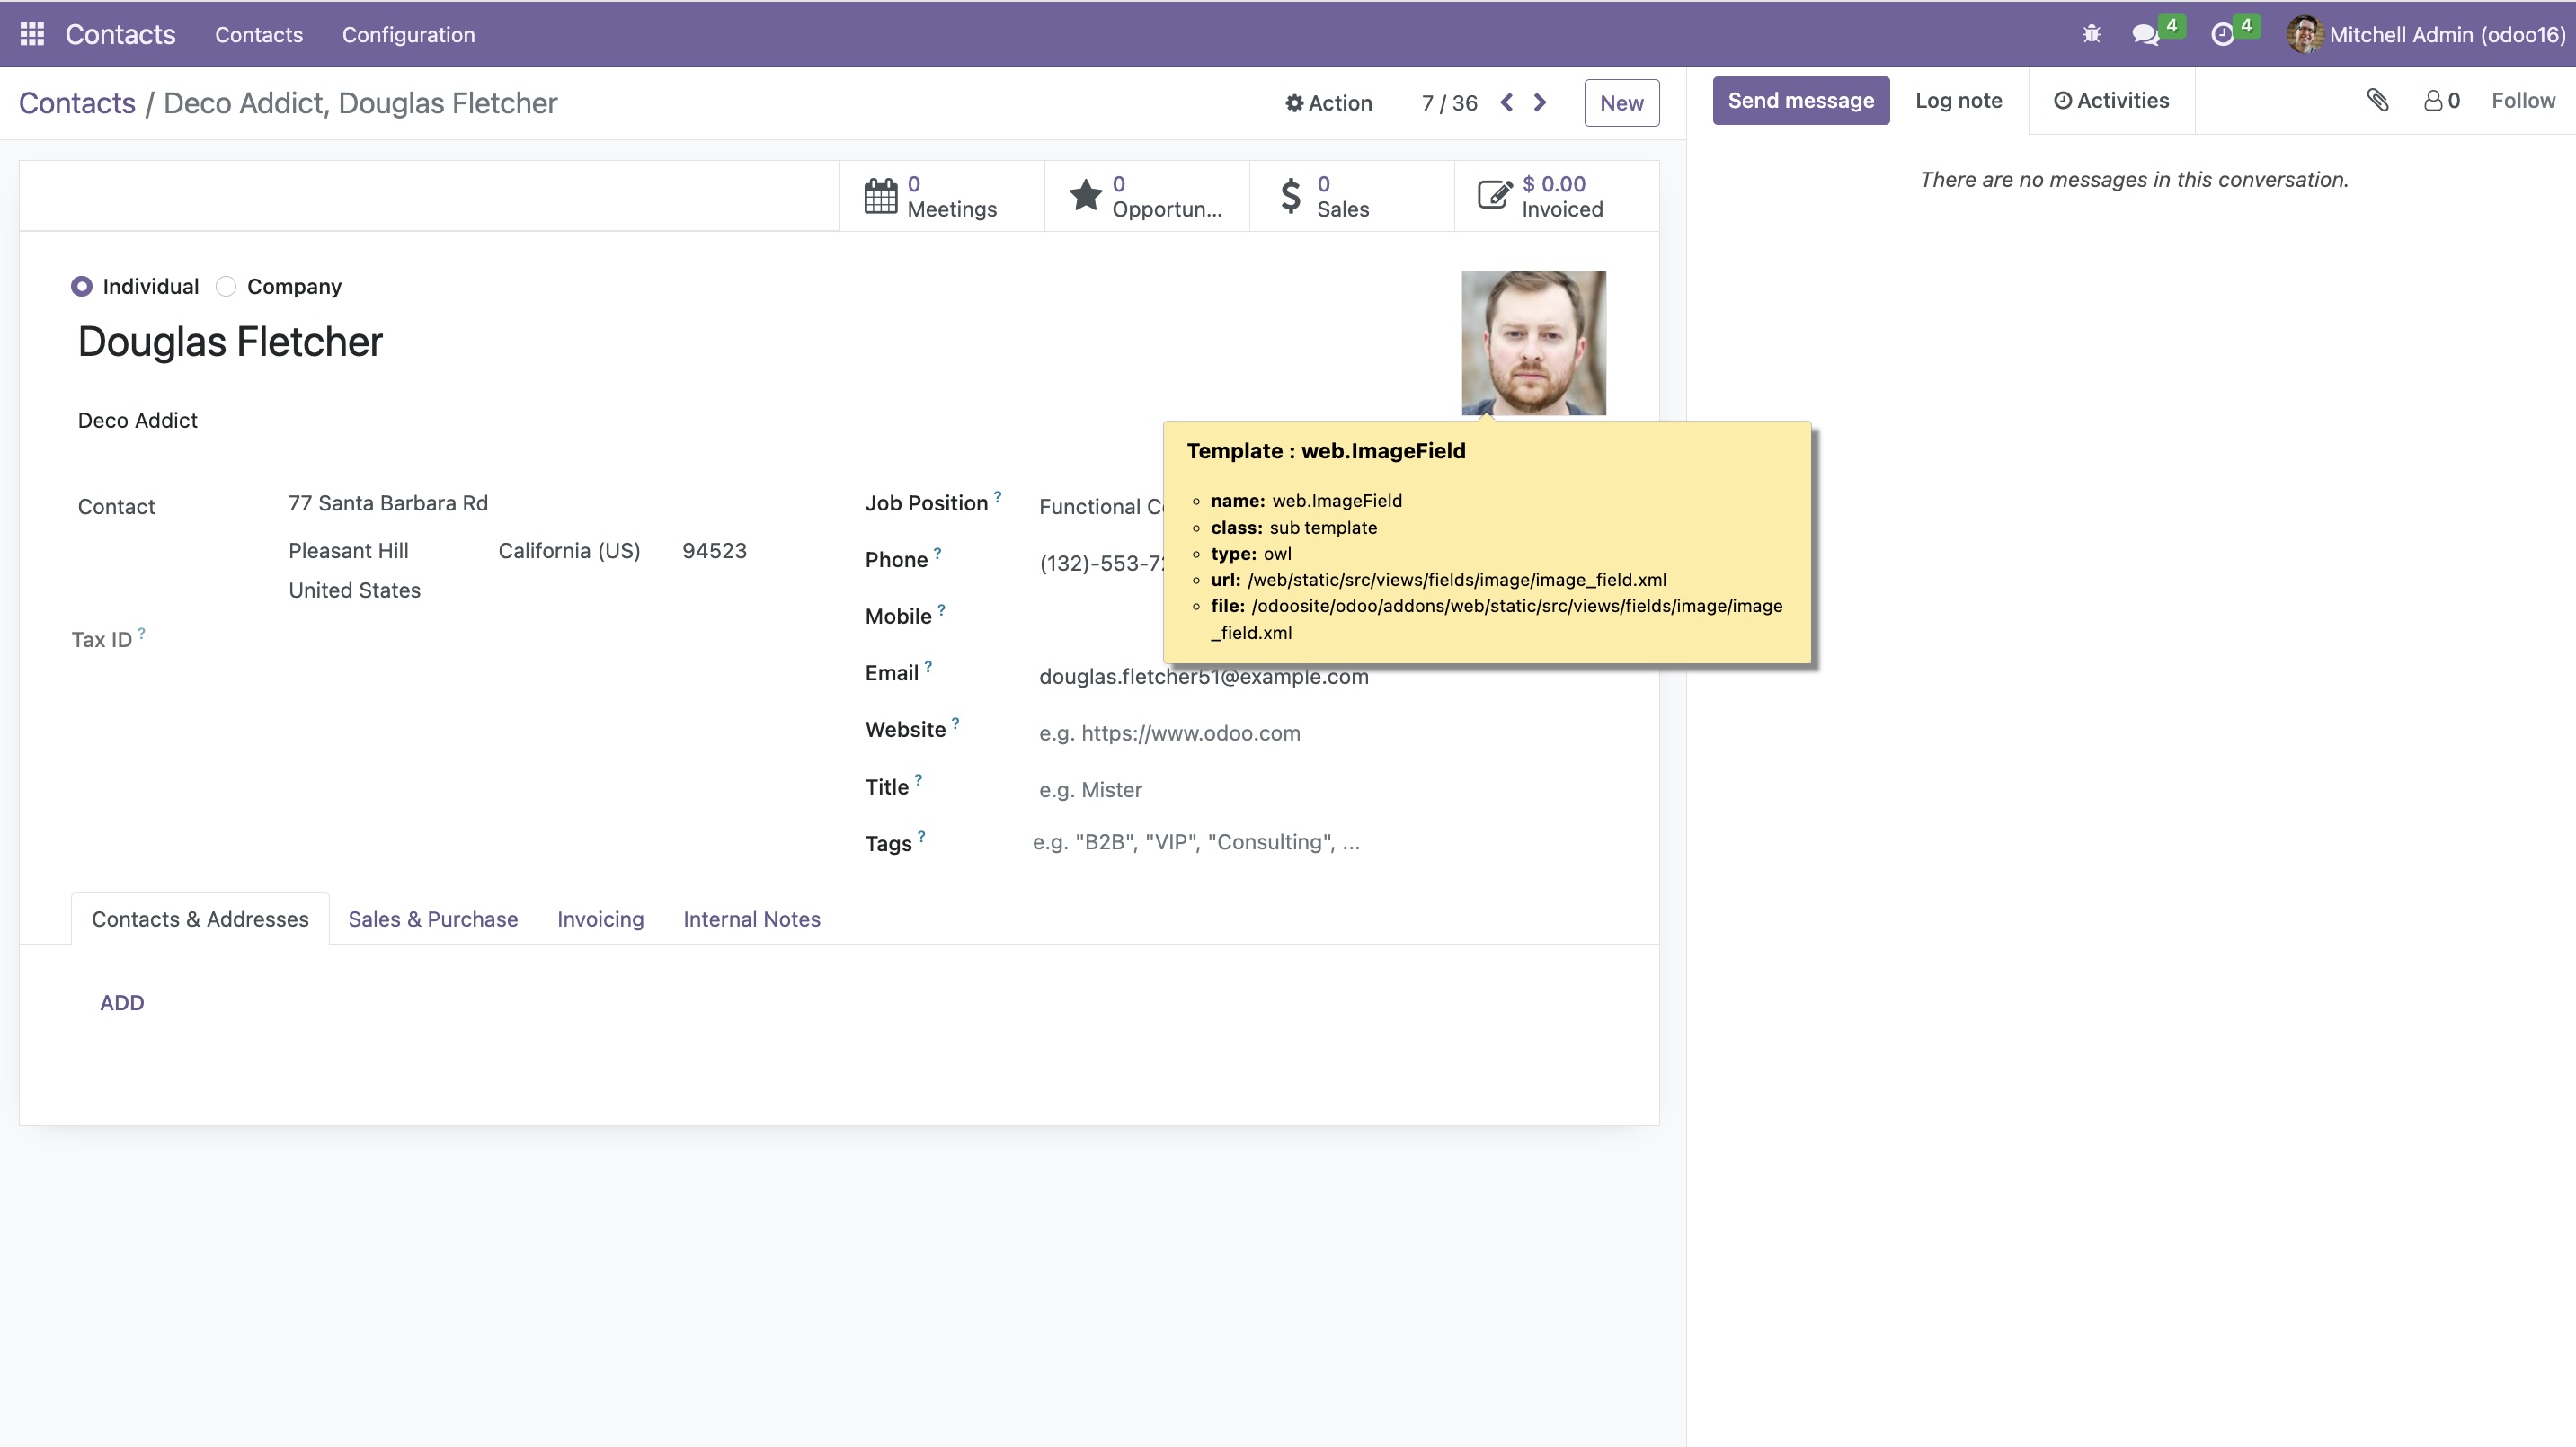 Contacts Contacts Configuration 4 4 Mitchell Admin (odoo16)
Contacts / Deco Addict, Douglas Fletcher Action 7 / 36 New Send message Log note Activities 0 Follow
There are no messages in this conversation.
0 Meetings
0 Opportun...
0 Sales
$ 0.00 Invoiced
Individual Company
Douglas Fletcher
Deco Addict
Contact 77 Santa Barbara Rd
Pleasant Hill California (US) 94523
United States
Tax ID ?
Job Position ? Functional
Phone ? (132)-553-
Mobile ?
Email ? douglas.fletcher51@example.com
Website ? e.g. https://www.odoo.com
Title ? e.g. Mister
Tags ? e.g. "B2B", "VIP", "Consulting", ...
Template : web.ImageField
name: web.ImageField
class: sub template
type: owl
url: /web/static/src/views/fields/image/image_field.xml
file: /odoosite/odoo/addons/web/static/src/views/fields/image/image
_field.xml
Contacts & Addresses Sales & Purchase Invoicing Internal Notes
ADD